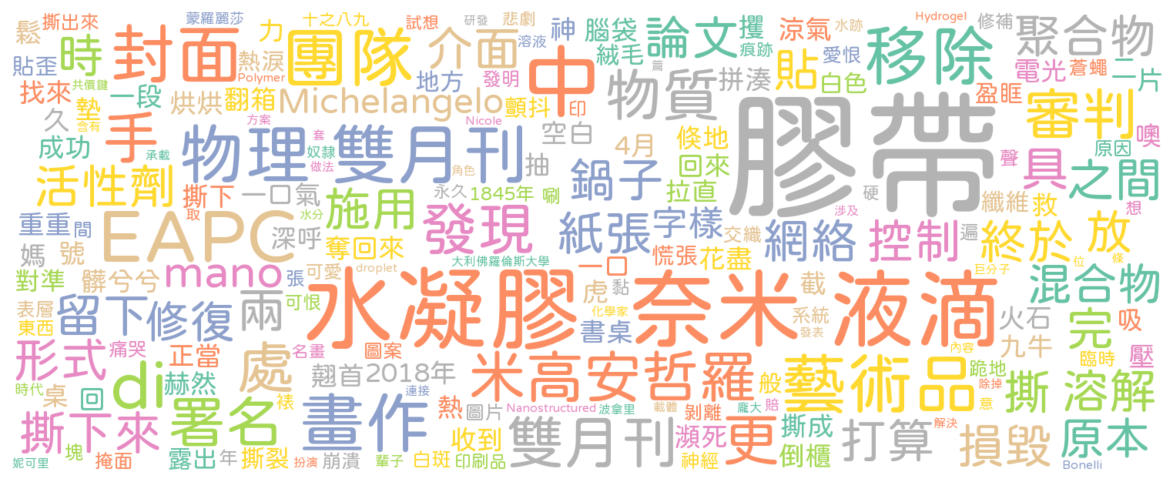 撕出來 蒙羅麗莎 十之八九 試想 研發 悲劇 神 腦袋 論文 攫 涼氣 水跡 Hydrogel 修補 聚合物
鬆 時 封面 力 團隊 介面 溶液 中 絨毛 貼 愛恨 痕跡 移除 電光 蒼蠅 二
貼歪 共價鍵 熱淚 Polymer 地方 發明 物質 拼湊 白色 篇 盈眶 片
找來 一段 烘烘 翻箱 Michelangelo 顫抖 印 膠帶 審判
墊 含有 久 手 方案 物理 雙月刊 Nicole 空白 4月 倏地 噢
成功 承載 套 奴隸 做法 抽 鍋子 回來 聲 具 原因 之間
活性劑 撕下 取 一口氣 施用 永久 1845年 唰 角色 拉直 硬 纖維 救 想
重重 間 水分 EAPC 深呼 奪回來 發現 交織 紙張 字樣 涉及 網絡 控制 遍 終於 放
媽 號 對準 髒兮兮 mano 張 可愛 droplet 大利佛羅倫斯大學 一口 慌張 花盡 巨分子 位 條
表層 東西 留下 修復 兩 可恨 水凝膠 虎 黏 奈米 截 液滴 混合物
化學家 書桌 系統 發表 火石 完 吸
形式 痛哭 正當 名畫 圖案 米高安哲羅 內容 九牛 臨時 壓
時代 桌 回 di 赫然 處 翹首 2018年 連接 般 藝術品 跪地 除掉 撕 溶解
撕下來 署名 裱 畫作 熱 圖片 Nanostructured 波拿里 載體 剝離 龐大 賠 撕成 意
妮可里 塊 掩面 露出 年 撕裂 扮演 白斑 崩潰 輩子 收到 印刷品 雙月刊 瀕死 神經 更 倒櫃 打算 解決 損毀 原本 Bonelli